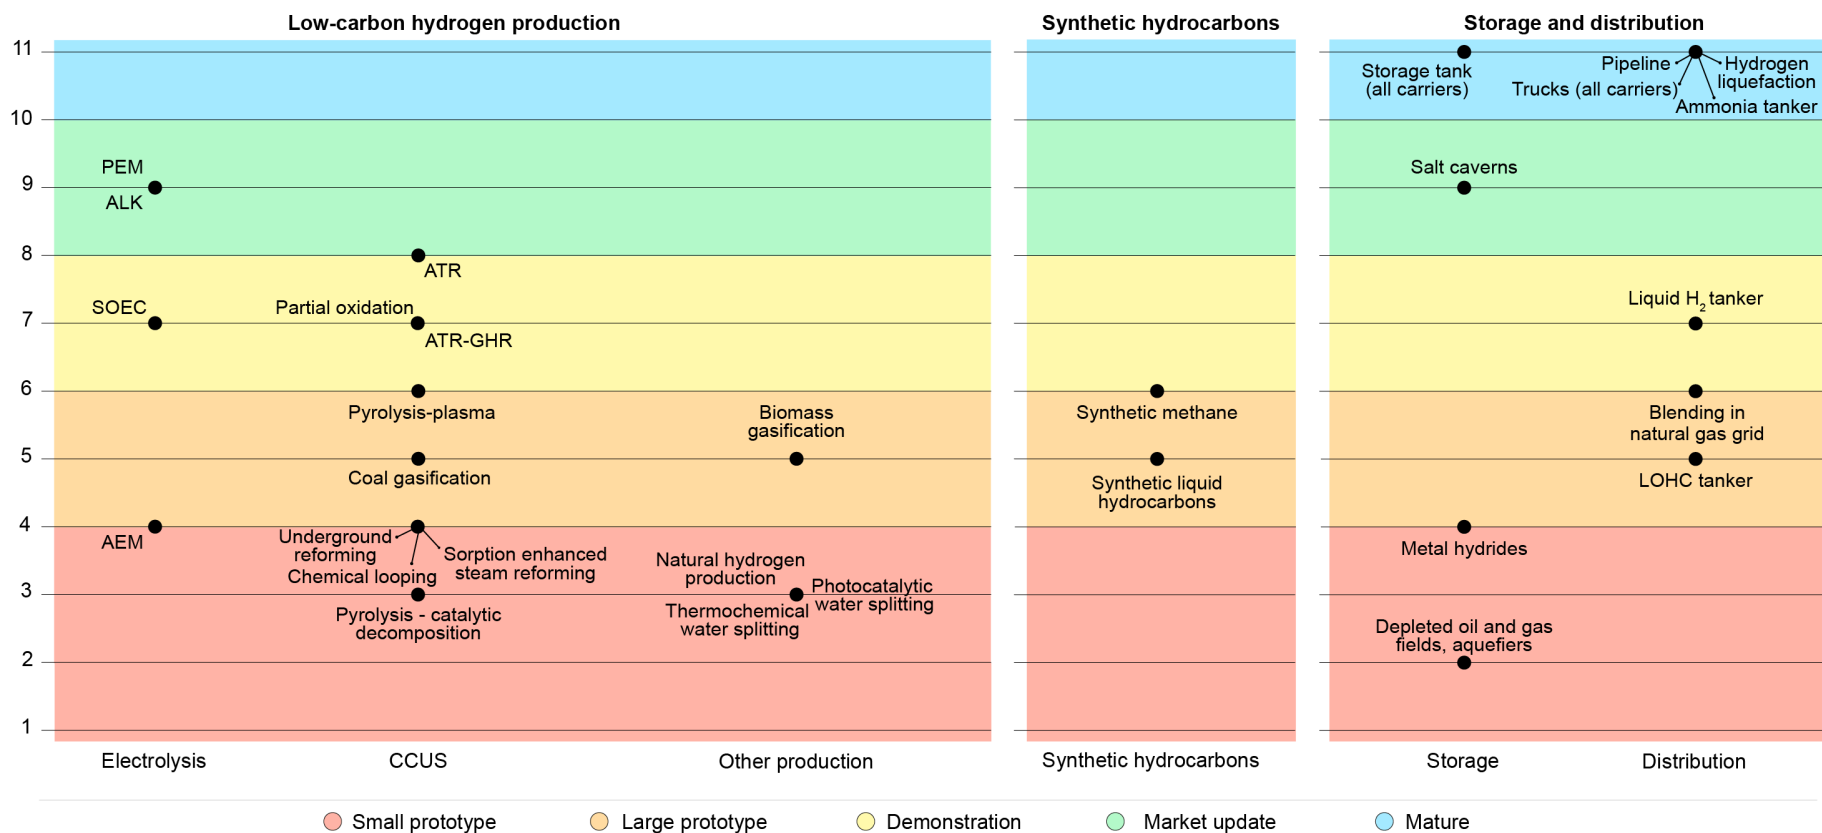 Low-carbon hydrogen production
Synthetic hydrocarbons
Storage and distribution
11
10
9
8
7
6
5
4
3
2
1
PEM
ALK
SOEC
AEM
ATR
Partial oxidation
ATR-GHR
Pyrolysis-plasma
Coal gasification
Underground
reforming
Chemical looping
Sorption enhanced
steam reforming
Pyrolysis - catalytic
decomposition
Biomass
gasification
Natural hydrogen
production
Photocatalytic
water splitting
Thermochemical
water splitting
Synthetic methane
Synthetic liquid
hydrocarbons
Storage tank
(all carriers)
Salt caverns
Metal hydrides
Depleted oil and gas
fields, aquefiers
Pipeline
Hydrogen
liquefaction
Trucks (all carriers)
Ammonia tanker
Liquid H2 tanker
Blending in
natural gas grid
LOHC tanker
Electrolysis
CCUS
Other production
Synthetic hydrocarbons
Storage
Distribution
Small prototype
Large prototype
Demonstration
Market update
Mature